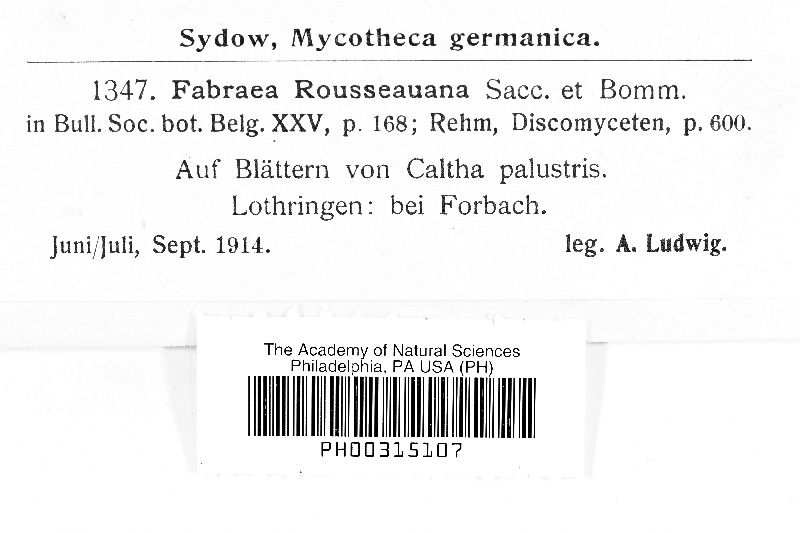 Sydow, Mycotheca germanica.
1347. Fabraea Rousseauana Sacc. et Bomm.
in Bull. Soc. bot. Belg. XXV, p. 168; Rehm, Discomyceten, p. 600.
Auf Blättern von Caltha palustris.
Lothringen: bei Forbach.
Juni/Juli, Sept. 1914. leg. A. Ludwig.
The Academy of Natural Sciences
Philadelphia, PA USA (PH)
PH00315107